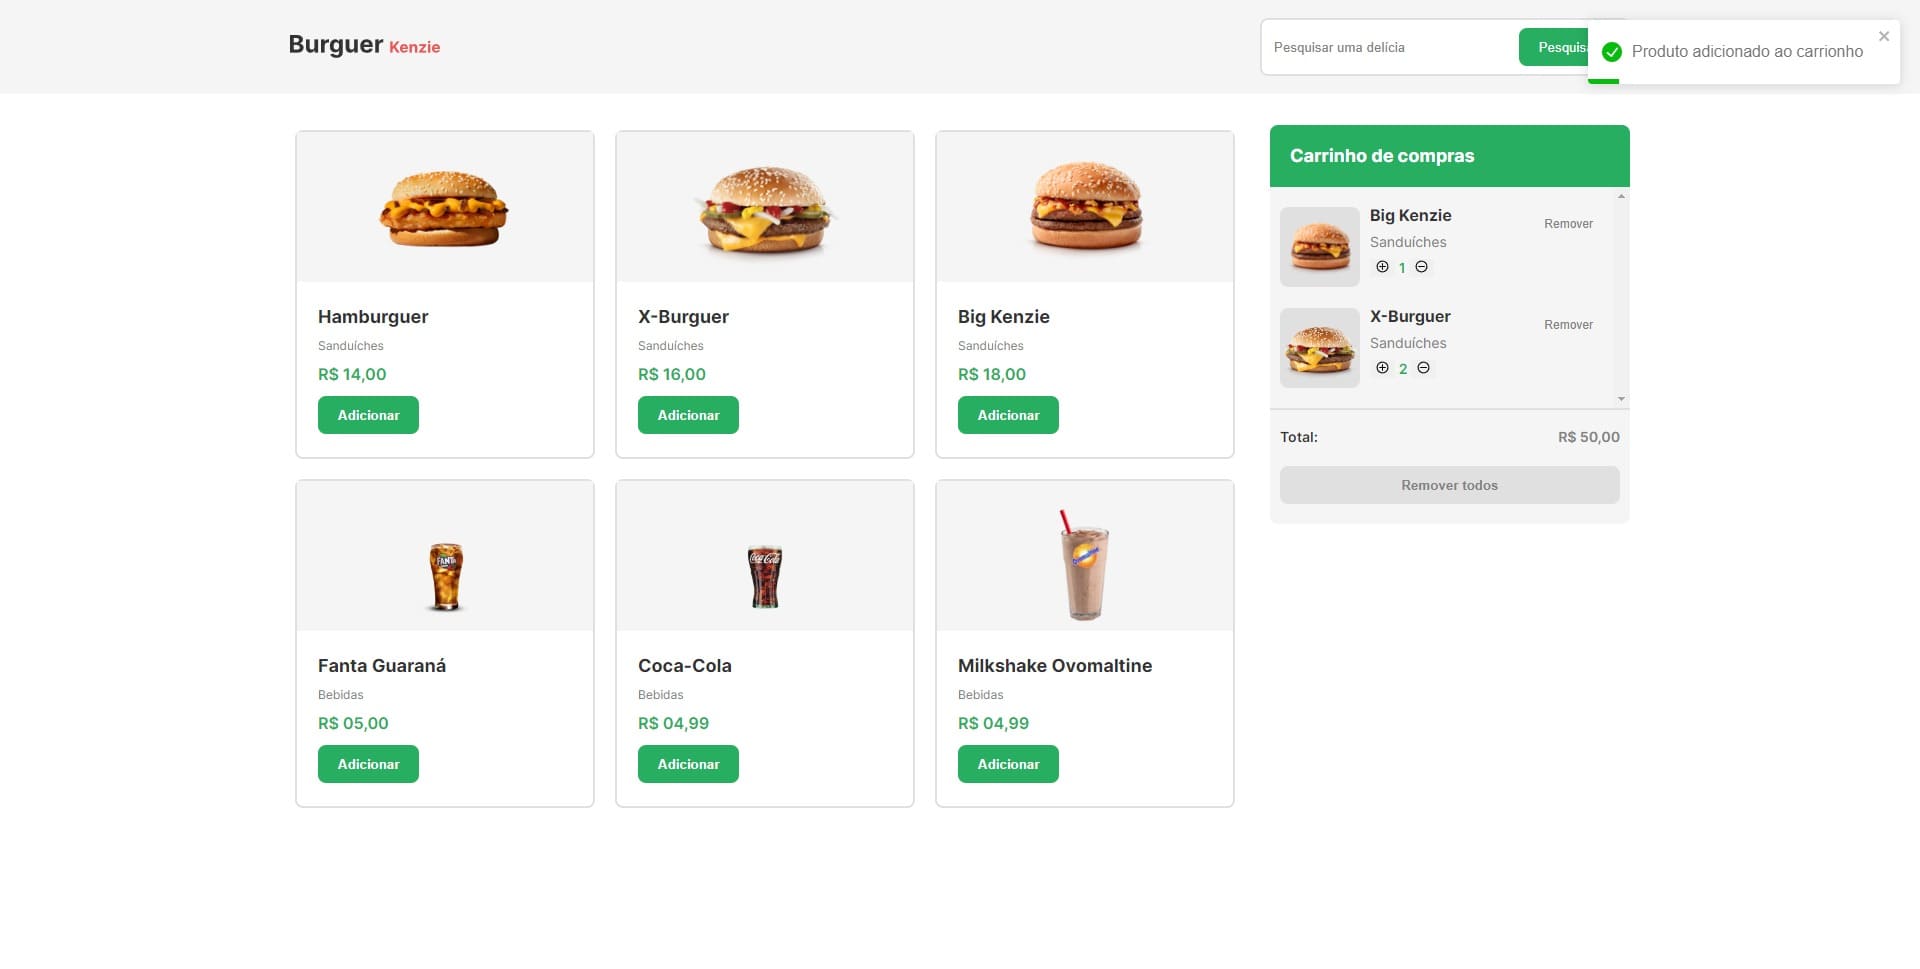 Burguer Kenzie
Pesquisar uma delícia
Produto adicionado ao carrionho
Hamburguer
Sanduíches
R$ 14,00
Adicionar
X-Burguer
Sanduíches
R$ 16,00
Adicionar
Big Kenzie
Sanduíches
R$ 18,00
Adicionar
Fanta Guaraná
Bebidas
R$ 05,00
Adicionar
Coca-Cola
Coca-Cola
Bebidas
R$ 04,99
Adicionar
Milkshake Ovomaltine
Bebidas
R$ 04,99
Adicionar
Carrinho de compras
Big Kenzie
Remover
Sanduíches
1
X-Burguer
Remover
Sanduíches
2
Total: R$ 50,00
Remover todos